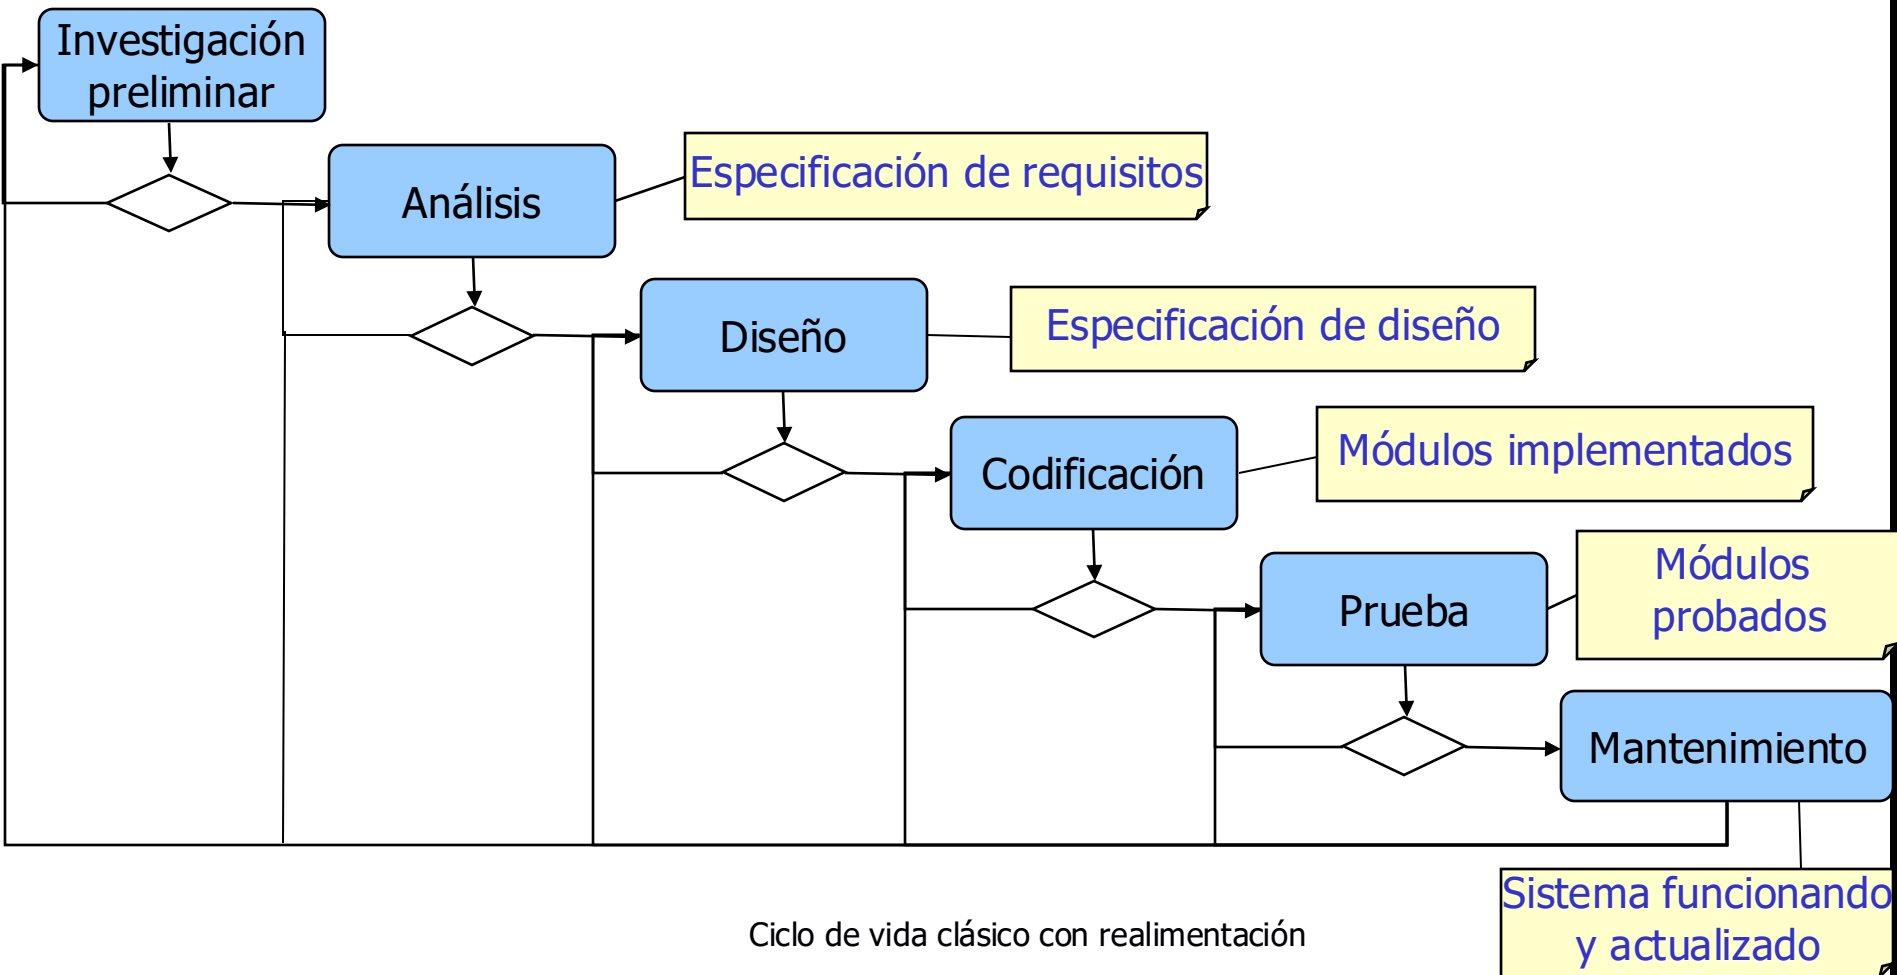 Investigación
preliminar
Análisis
Especificación de requisitos
Diseño
Especificación de diseño
Codificación
Módulos implementados
Prueba
Módulos
probados
Mantenimiento
Sistema funcionando
y actualizado
Ciclo de vida clásico con realimentación